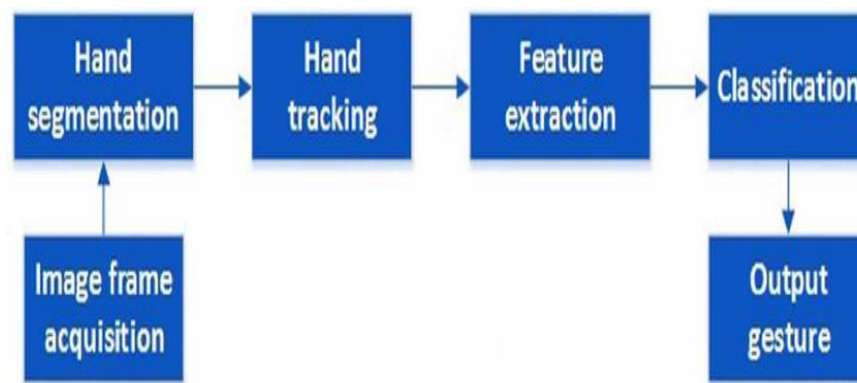 Hand
segmentation
Hand
tracking
Feature
extraction
Classification
Image frame
acquisition
Output
gesture